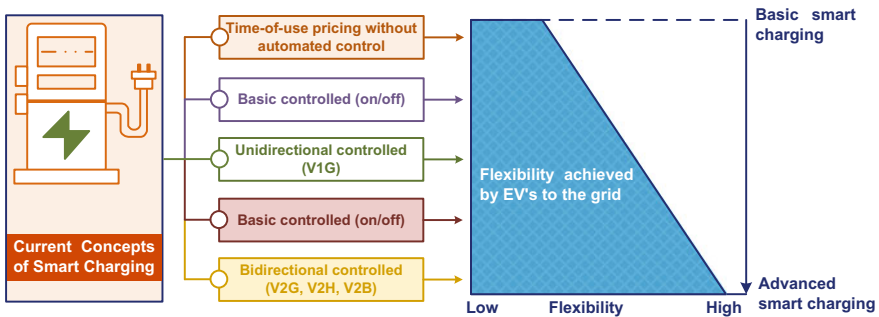 Current Concepts
of Smart Charging
Time-of-use pricing without
automated control
Basic controlled (on/off)
Unidirectional controlled
(V1G)
Basic controlled (on/off)
Bidirectional controlled
(V2G, V2H, V2B)
Flexibility achieved
by EV's to the grid
Low Flexibility High
Basic smart
charging
Advanced
smart charging